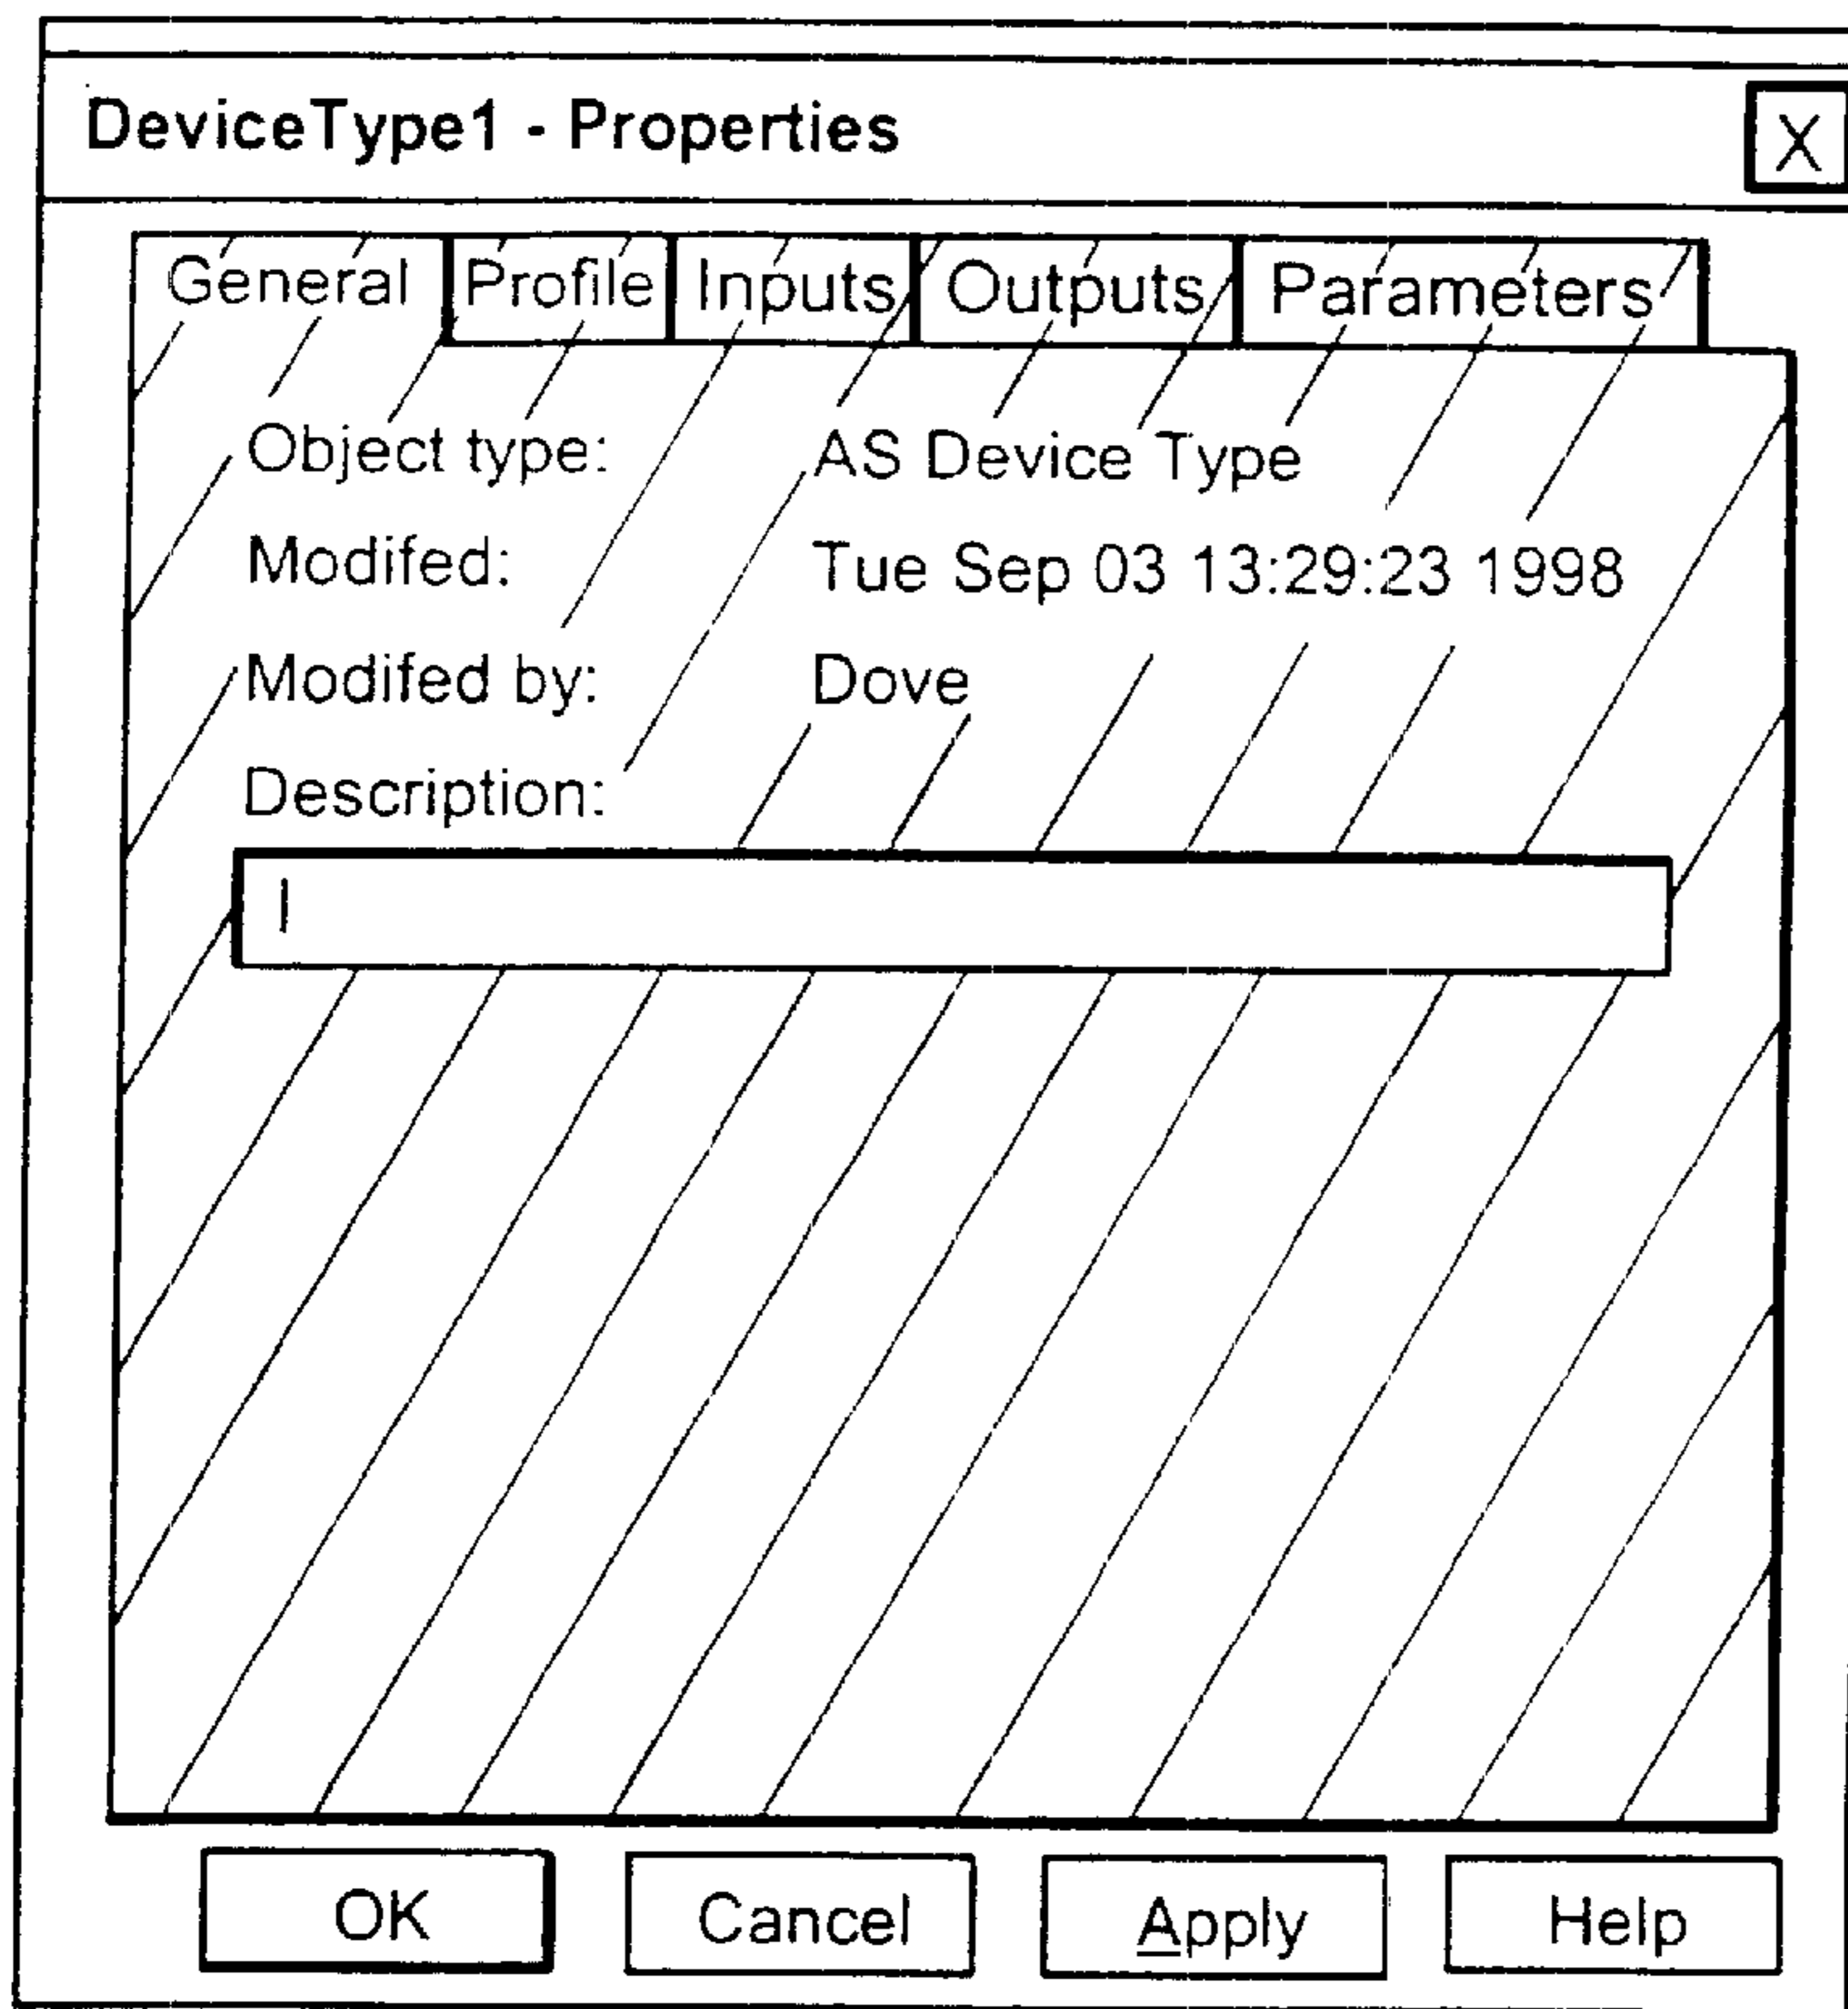 DeviceType1 - Properties X
General Profile Inputs Outputs Parameters
Object type: AS Device Type
Modifed: Tue Sep 03 13:29:23 1998
Modifed by: Dove
Description:
OK Cancel Apply Help